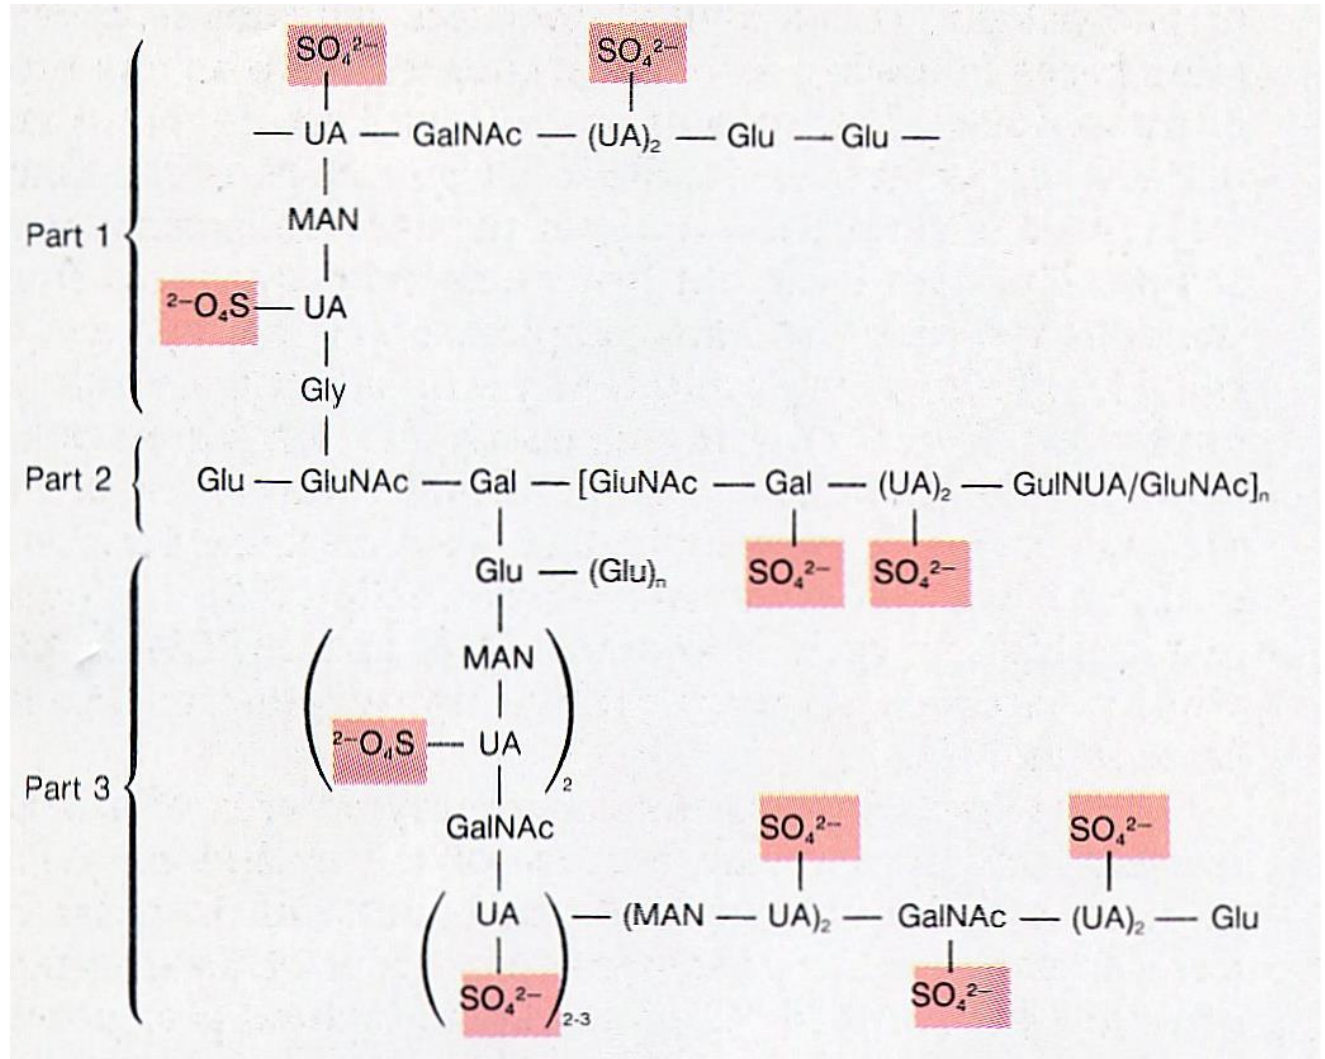 SO₄²⁻ SO₄²⁻
— UA — GalNAc — (UA)₂ — Glu — Glu —
MAN
Part 1
²⁻O₄S — UA
Gly
Part 2 Glu — GluNAc — Gal — [GluNAc — Gal — (UA)₂ — GulNUA/GluNAc]ₙ
Glu — (Glu)ₙ SO₄²⁻ SO₄²⁻
MAN
²⁻O₄S — UA
2
Part 3
GalNAc SO₄²⁻ SO₄²⁻
UA — (MAN — UA)₂ — GalNAc — (UA)₂ — Glu
SO₄²⁻ SO₄²⁻
2-3